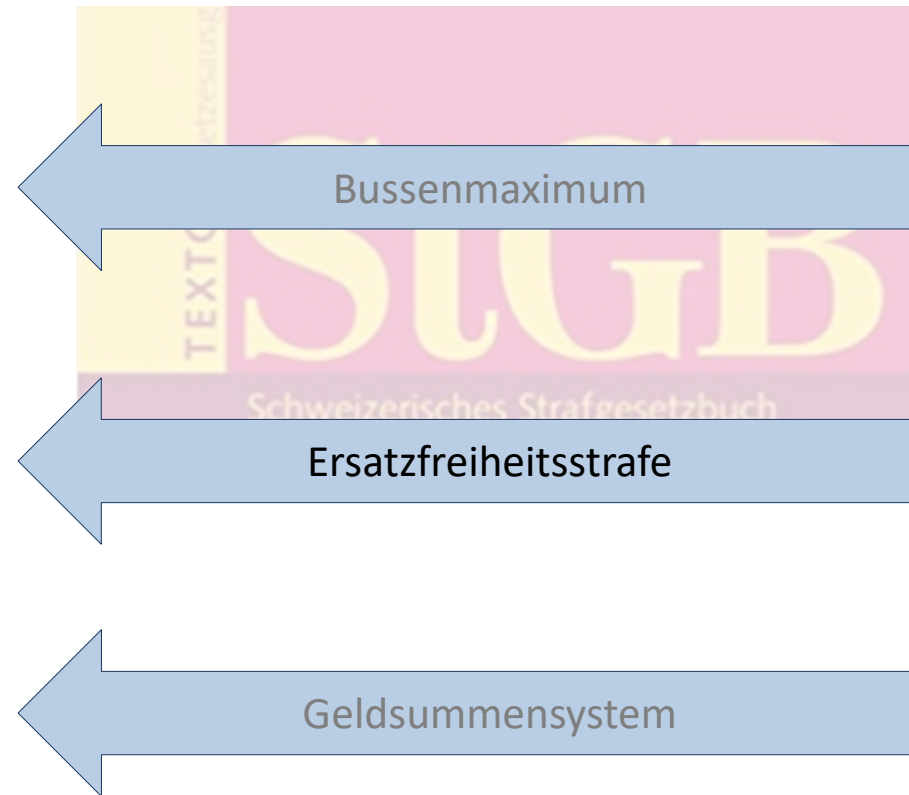 Bussenmaximum
StGB
Schweizerisches Strafgesetzbuch
Ersatzfreiheitsstrafe
Geldsummensystem